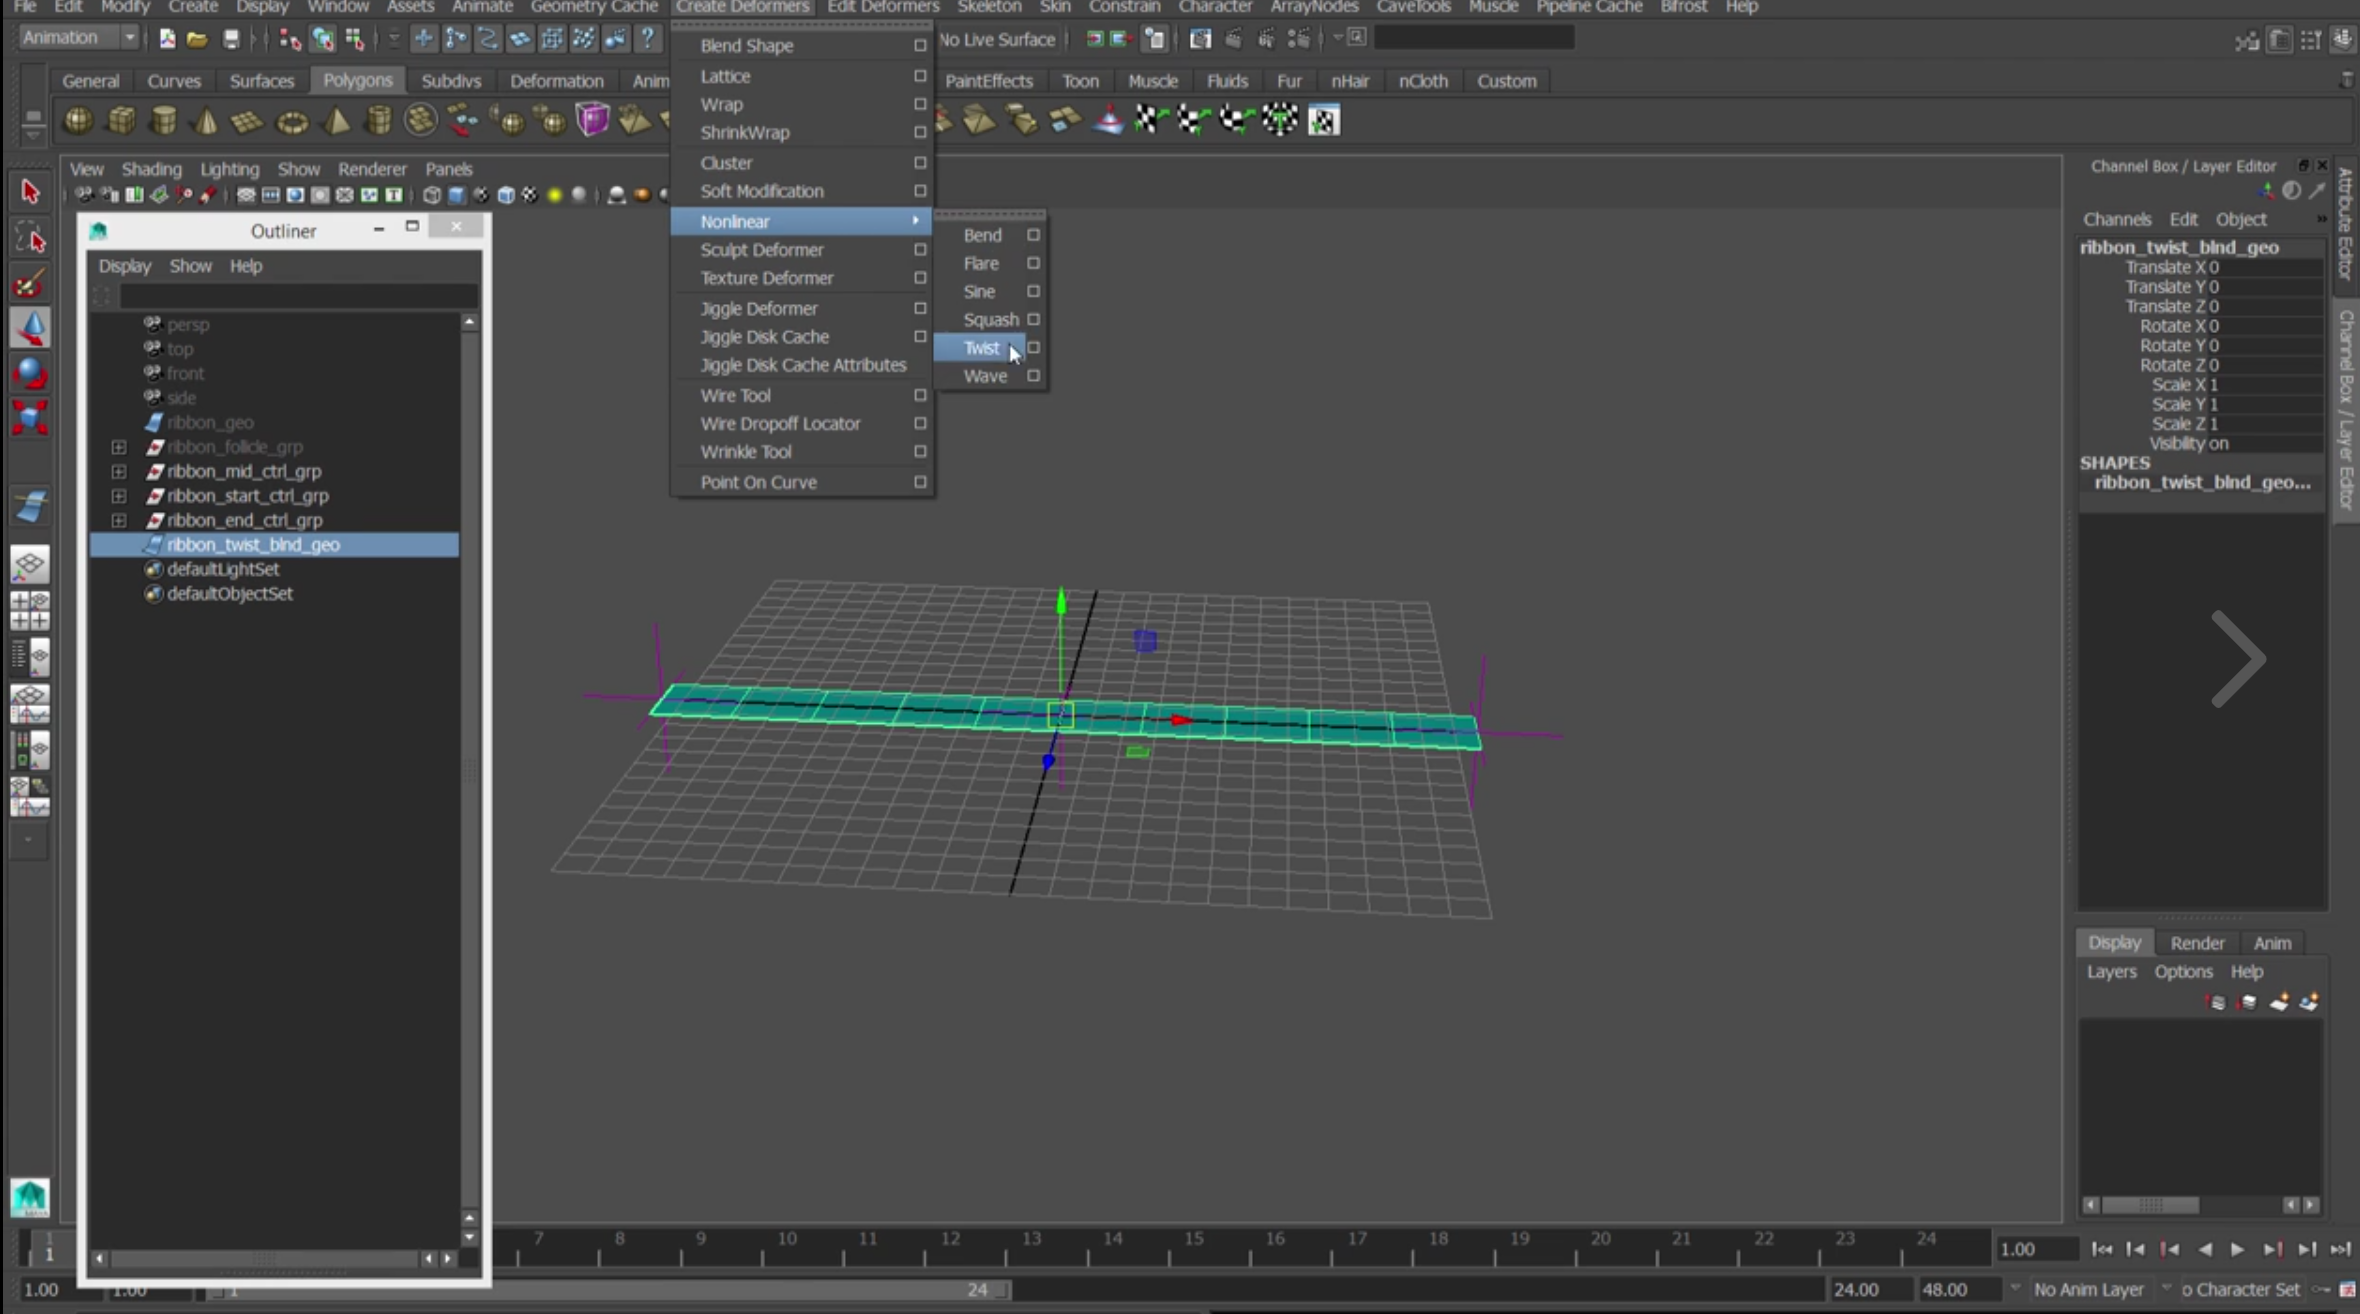 File Edit Modify Create Display Window Assets Animate Geometry Cache Create Deformers Edit Deformers Skeleton Skin Constrain Character ArrayNodes CaveTools Muscle Pipeline Cache Bifrost Help
Animation
No Live Surface
General Curves Surfaces Polygons Subdivs Deformation Anim
PaintEffects Toon Muscle Fluids Fur nHair nCloth Custom
View Shading Lighting Show Renderer Panels
Outliner
Display Show Help
persp
top
front
side
ribbon_geo
ribbon_follicle_grp
ribbon_mid_ctrl_grp
ribbon_start_ctrl_grp
ribbon_end_ctrl_grp
ribbon_twist_blnd_geo
defaultLightSet
defaultObjectSet
Blend Shape
Lattice
Wrap
ShrinkWrap
Cluster
Soft Modification
Nonlinear
Sculpt Deformer
Texture Deformer
Jiggle Deformer
Jiggle Disk Cache
Jiggle Disk Cache Attributes
Wire Tool
Wire Dropoff Locator
Wrinkle Tool
Point On Curve
Bend
Flare
Sine
Squash
Twist
Wave
Channel Box / Layer Editor
Channels Edit Object
ribbon_twist_blnd_geo
Translate X 0
Translate Y 0
Translate Z 0
Rotate X 0
Rotate Y 0
Rotate Z 0
Scale X 1
Scale Y 1
Scale Z 1
Visibility on
SHAPES
ribbon_twist_blnd_geo...
Attribute Editor
Channel Box / Layer Editor
Display Render Anim
Layers Options Help
1
1
7 8 9 10 11 12 13 14 15 16 17 18 19 20 21 22 23 24
1.00
1.00 1.00 1 24 24.00 48.00 No Anim Layer o Character Set